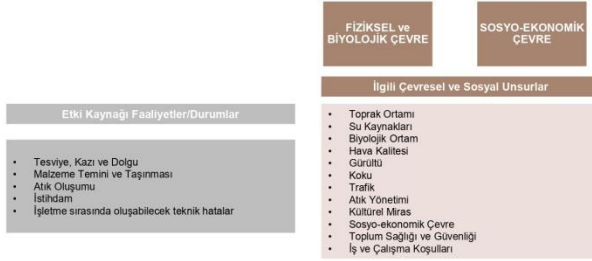 FİZİKSEL ve
BİYOLOJİK ÇEVRE
SOSYO-EKONOMİK
ÇEVRE
İlgili Çevresel ve Sosyal Unsurlar
Etki Kaynağı Faaliyetler/Durumlar
• Tesviye, Kazı ve Dolgu
• Malzeme Temini ve Taşınması
• Atık Oluşumu
• İstihdam
• İşletme sırasında oluşabilecek teknik hatalar
• Toprak Ortamı
• Su Kaynakları
• Biyolojik Ortam
• Hava Kalitesi
• Gürültü
• Koku
• Trafik
• Atık Yönetimi
• Kültürel Miras
• Sosyo-ekonomik Çevre
• Toplum Sağlığı ve Güvenliği
• İş ve Çalışma Koşulları